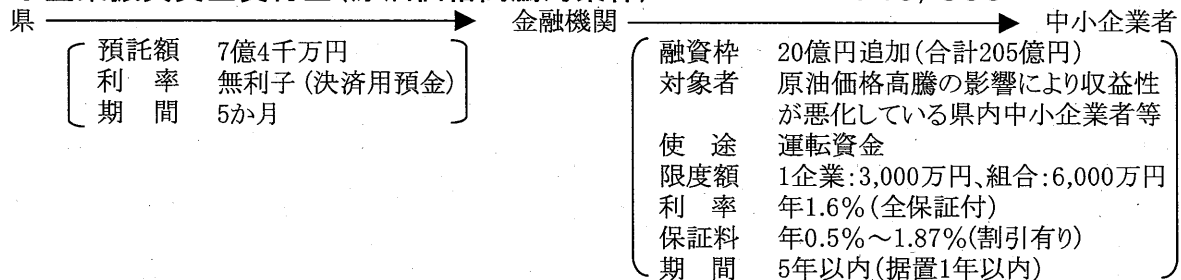 県 金融機関 中小企業者
預託額 7億4千万円
利率 無利子(決済用預金)
期間 5か月
融資枠 20億円追加(合計205億円)
対象者 原油価格高騰の影響により収益性
が悪化している県内中小企業者等
使途 運転資金
限度額 1企業:3,000万円、組合:6,000万円
利率 年1.6%(全保証付)
保証料 年0.5%～1.87%(割引有り)
期間 5年以内(据置1年以内)